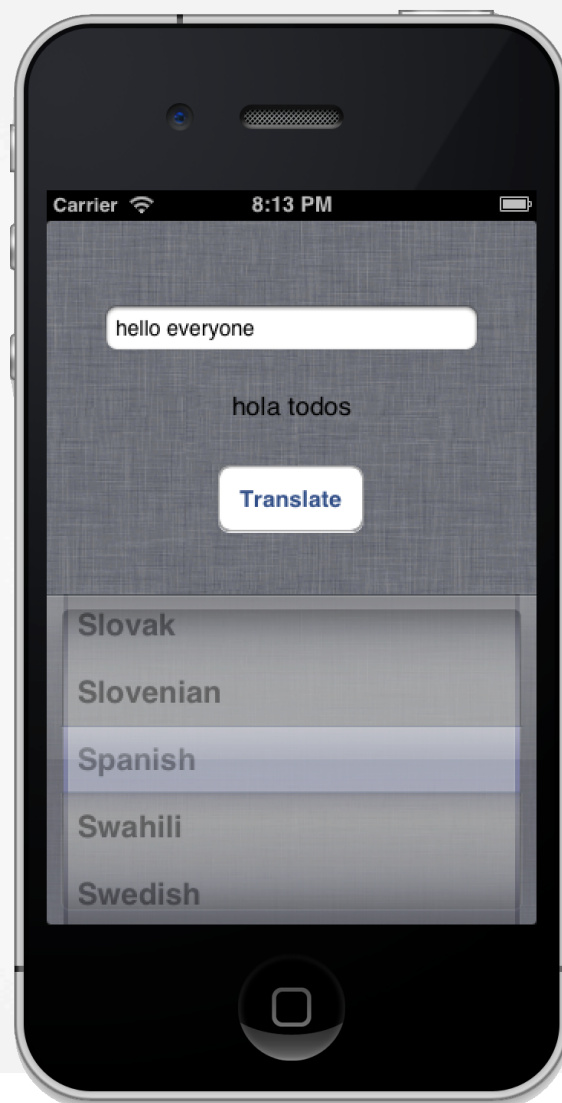 Carrier 8:13 PM
hello everyone
hola todos
Translate
Slovak
Slovenian
Spanish
Swahili
Swedish